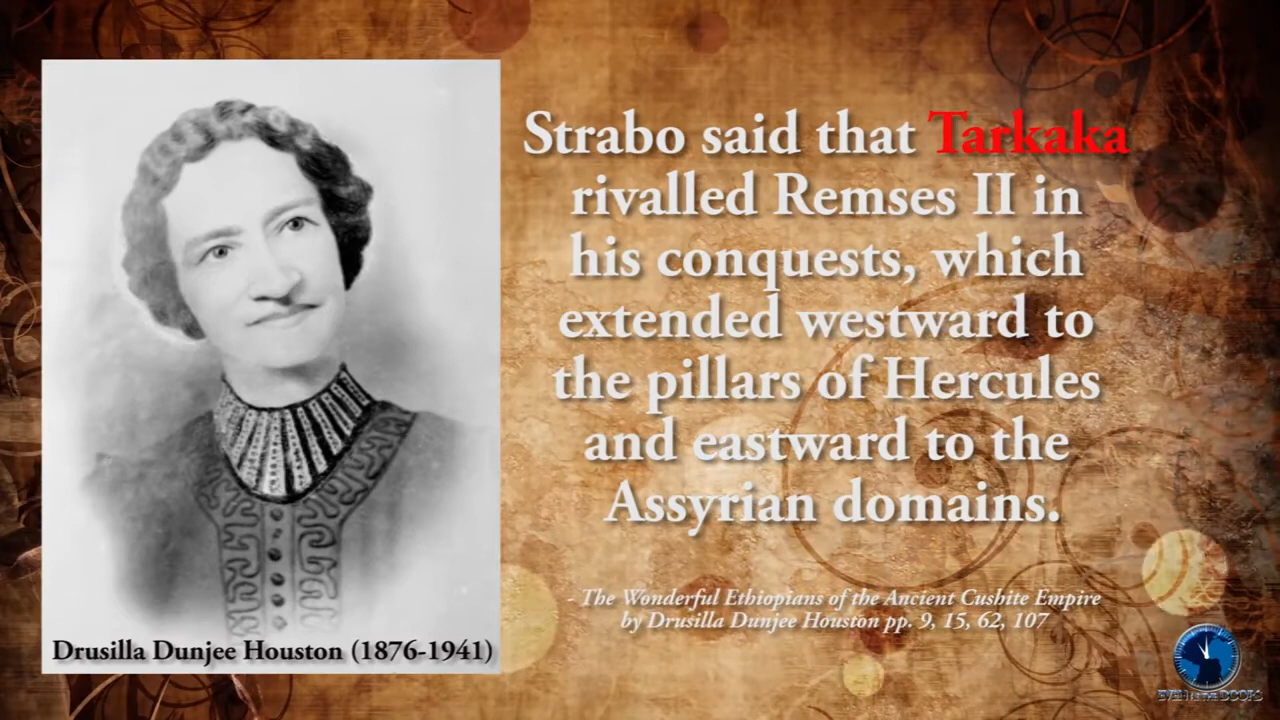 Strabo said that Tarkaka
rivalled Remses II in
his conquests, which
extended westward to
the pillars of Hercules
and eastward to the
Assyrian domains.
- The Wonderful Ethiopians of the Ancient Cushite Empire
by Drusilla Dunjee Houston pp. 9, 15, 62, 107
Drusilla Dunjee Houston (1876-1941)